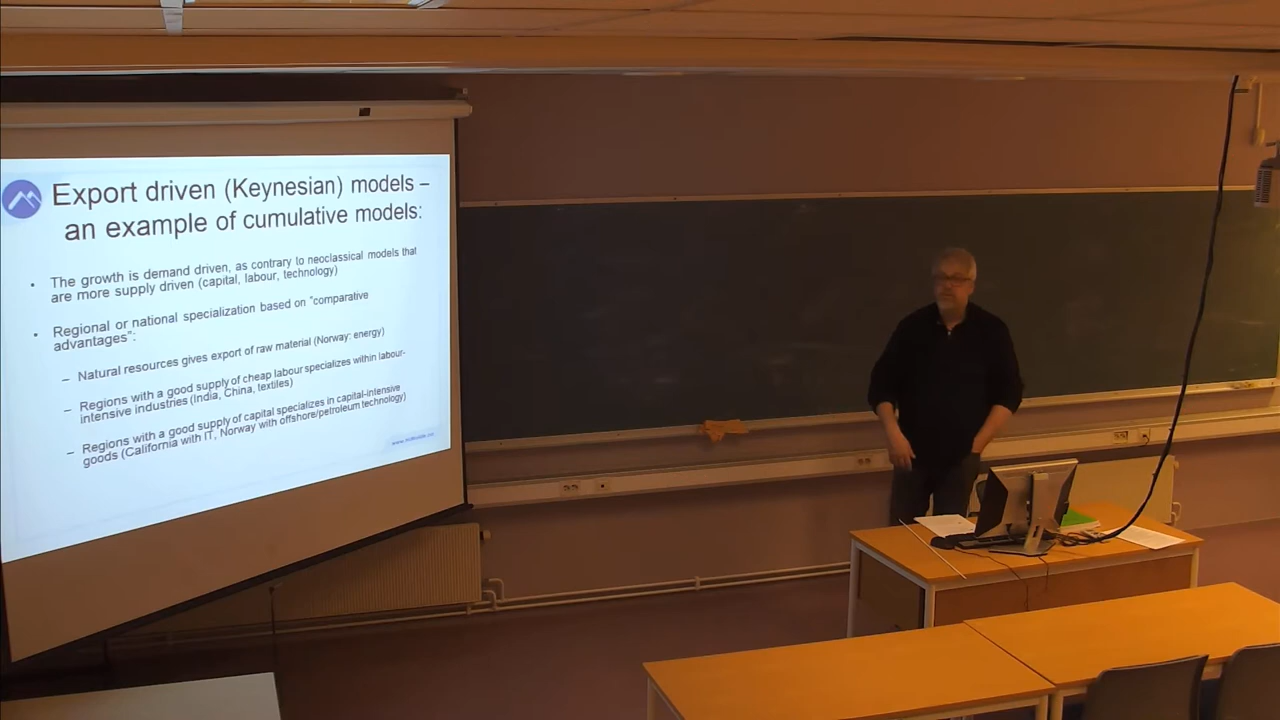 Export driven (Keynesian) models –
an example of cumulative models:
• The growth is demand driven, as contrary to neoclassical models that
are more supply driven (capital, labour, technology)
• Regional or national specialization based on "comparative
advantages":
– Natural resources gives export of raw material (Norway: energy)
– Regions with a good supply of cheap labour specializes within labour-
intensive industries (India, China, textiles)
– Regions with a good supply of capital specializes in capital-intensive
goods (California with IT, Norway with offshore/petroleum technology)